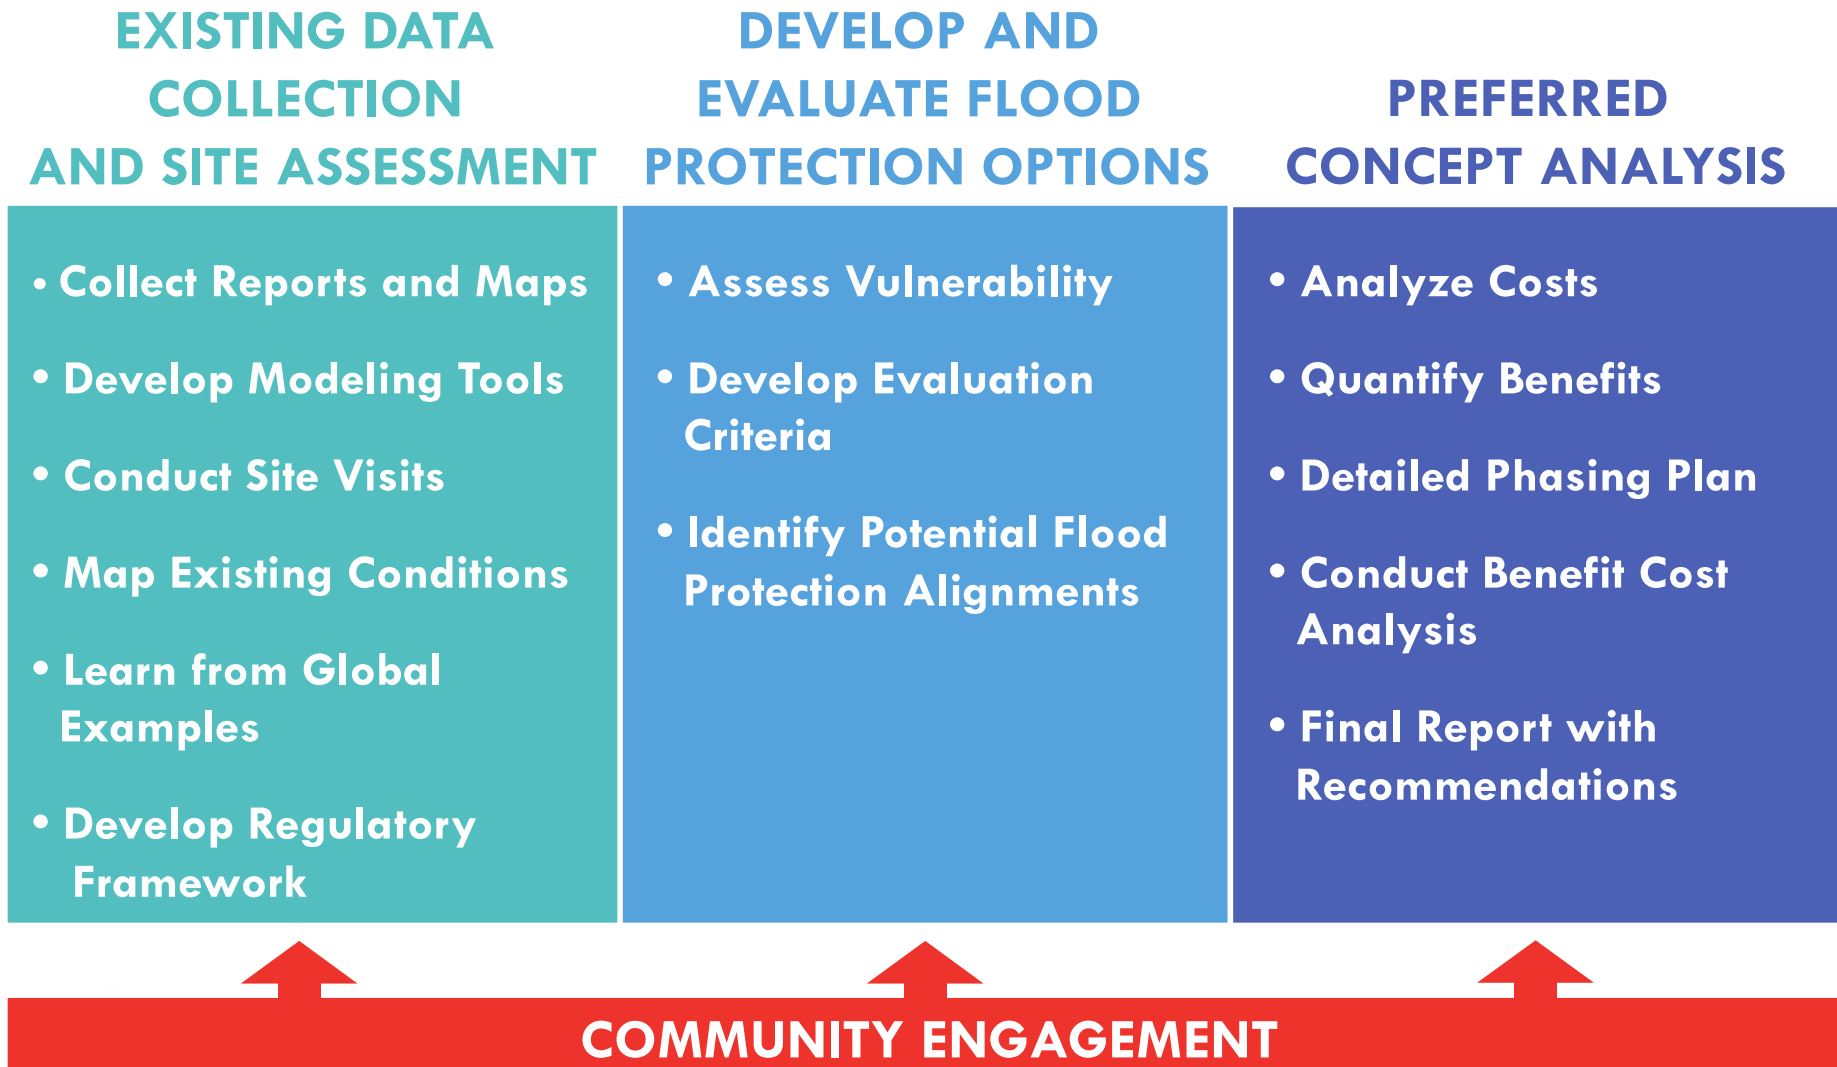 EXISTING DATA
COLLECTION
AND SITE ASSESSMENT
• Collect Reports and Maps
• Develop Modeling Tools
• Conduct Site Visits
• Map Existing Conditions
• Learn from Global
Examples
• Develop Regulatory
Framework
DEVELOP AND
EVALUATE FLOOD
PROTECTION OPTIONS
• Assess Vulnerability
• Develop Evaluation
Criteria
• Identify Potential Flood
Protection Alignments
PREFERRED
CONCEPT ANALYSIS
• Analyze Costs
• Quantify Benefits
• Detailed Phasing Plan
• Conduct Benefit Cost
Analysis
• Final Report with
Recommendations
COMMUNITY ENGAGEMENT